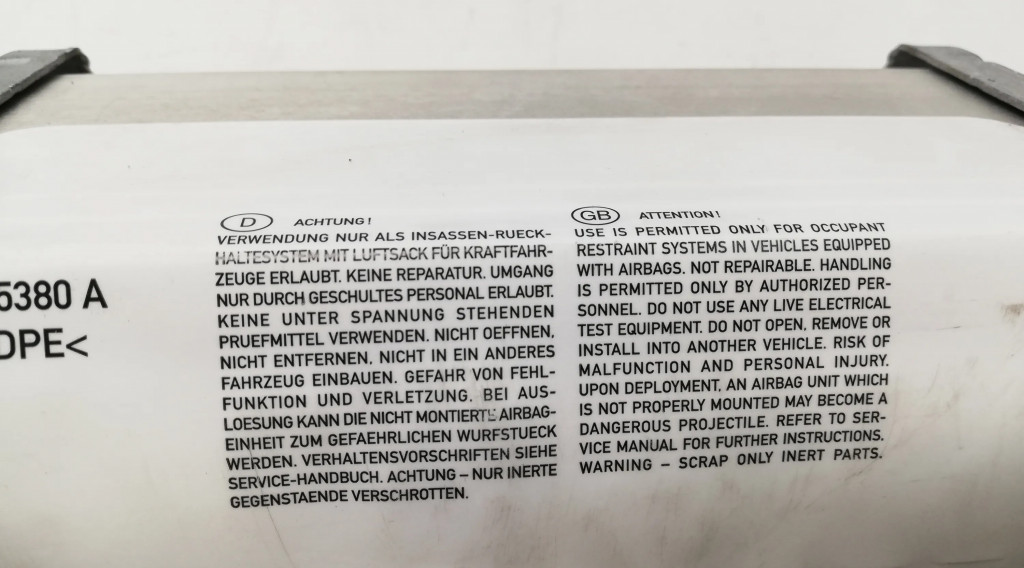 5380 A
DPE<
D ACHTUNG!
VERWENDUNG NUR ALS INSASSEN-RUECK-
HALTESYSTEM MIT LUFTSACK FÜR KRAFTFAHR-
ZEUGE ERLAUBT. KEINE REPARATUR. UMGANG
NUR DURCH GESCHULTES PERSONAL ERLAUBT.
KEINE UNTER SPANNUNG STEHENDEN
PRUEFMITTEL VERWENDEN. NICHT OEFFNEN,
NICHT ENTFERNEN, NICHT IN EIN ANDERES
FAHRZEUG EINBAUEN. GEFAHR VON FEHL-
FUNKTION UND VERLETZUNG. BEI AUS-
LOESUNG KANN DIE NICHT MONTIERTE AIRBAG-
EINHEIT ZUM GEFAEHRLICHEN WURFSTUECK
WERDEN. VERHALTENSVORSCHRIFTEN SIEHE
SERVICE-HANDBUCH. ACHTUNG – NUR INERTE
GEGENSTAENDE VERSCHROTTEN.
GB ATTENTION!
USE IS PERMITTED ONLY FOR OCCUPANT
RESTRAINT SYSTEMS IN VEHICLES EQUIPPED
WITH AIRBAGS. NOT REPAIRABLE. HANDLING
IS PERMITTED ONLY BY AUTHORIZED PER-
SONNEL. DO NOT USE ANY LIVE ELECTRICAL
TEST EQUIPMENT. DO NOT OPEN, REMOVE OR
INSTALL INTO ANOTHER VEHICLE. RISK OF
MALFUNCTION AND PERSONAL INJURY.
UPON DEPLOYMENT, AN AIRBAG UNIT WHICH
IS NOT PROPERLY MOUNTED MAY BECOME A
DANGEROUS PROJECTILE. REFER TO SER-
VICE MANUAL FOR FURTHER INSTRUCTIONS.
WARNING – SCRAP ONLY INERT PARTS.